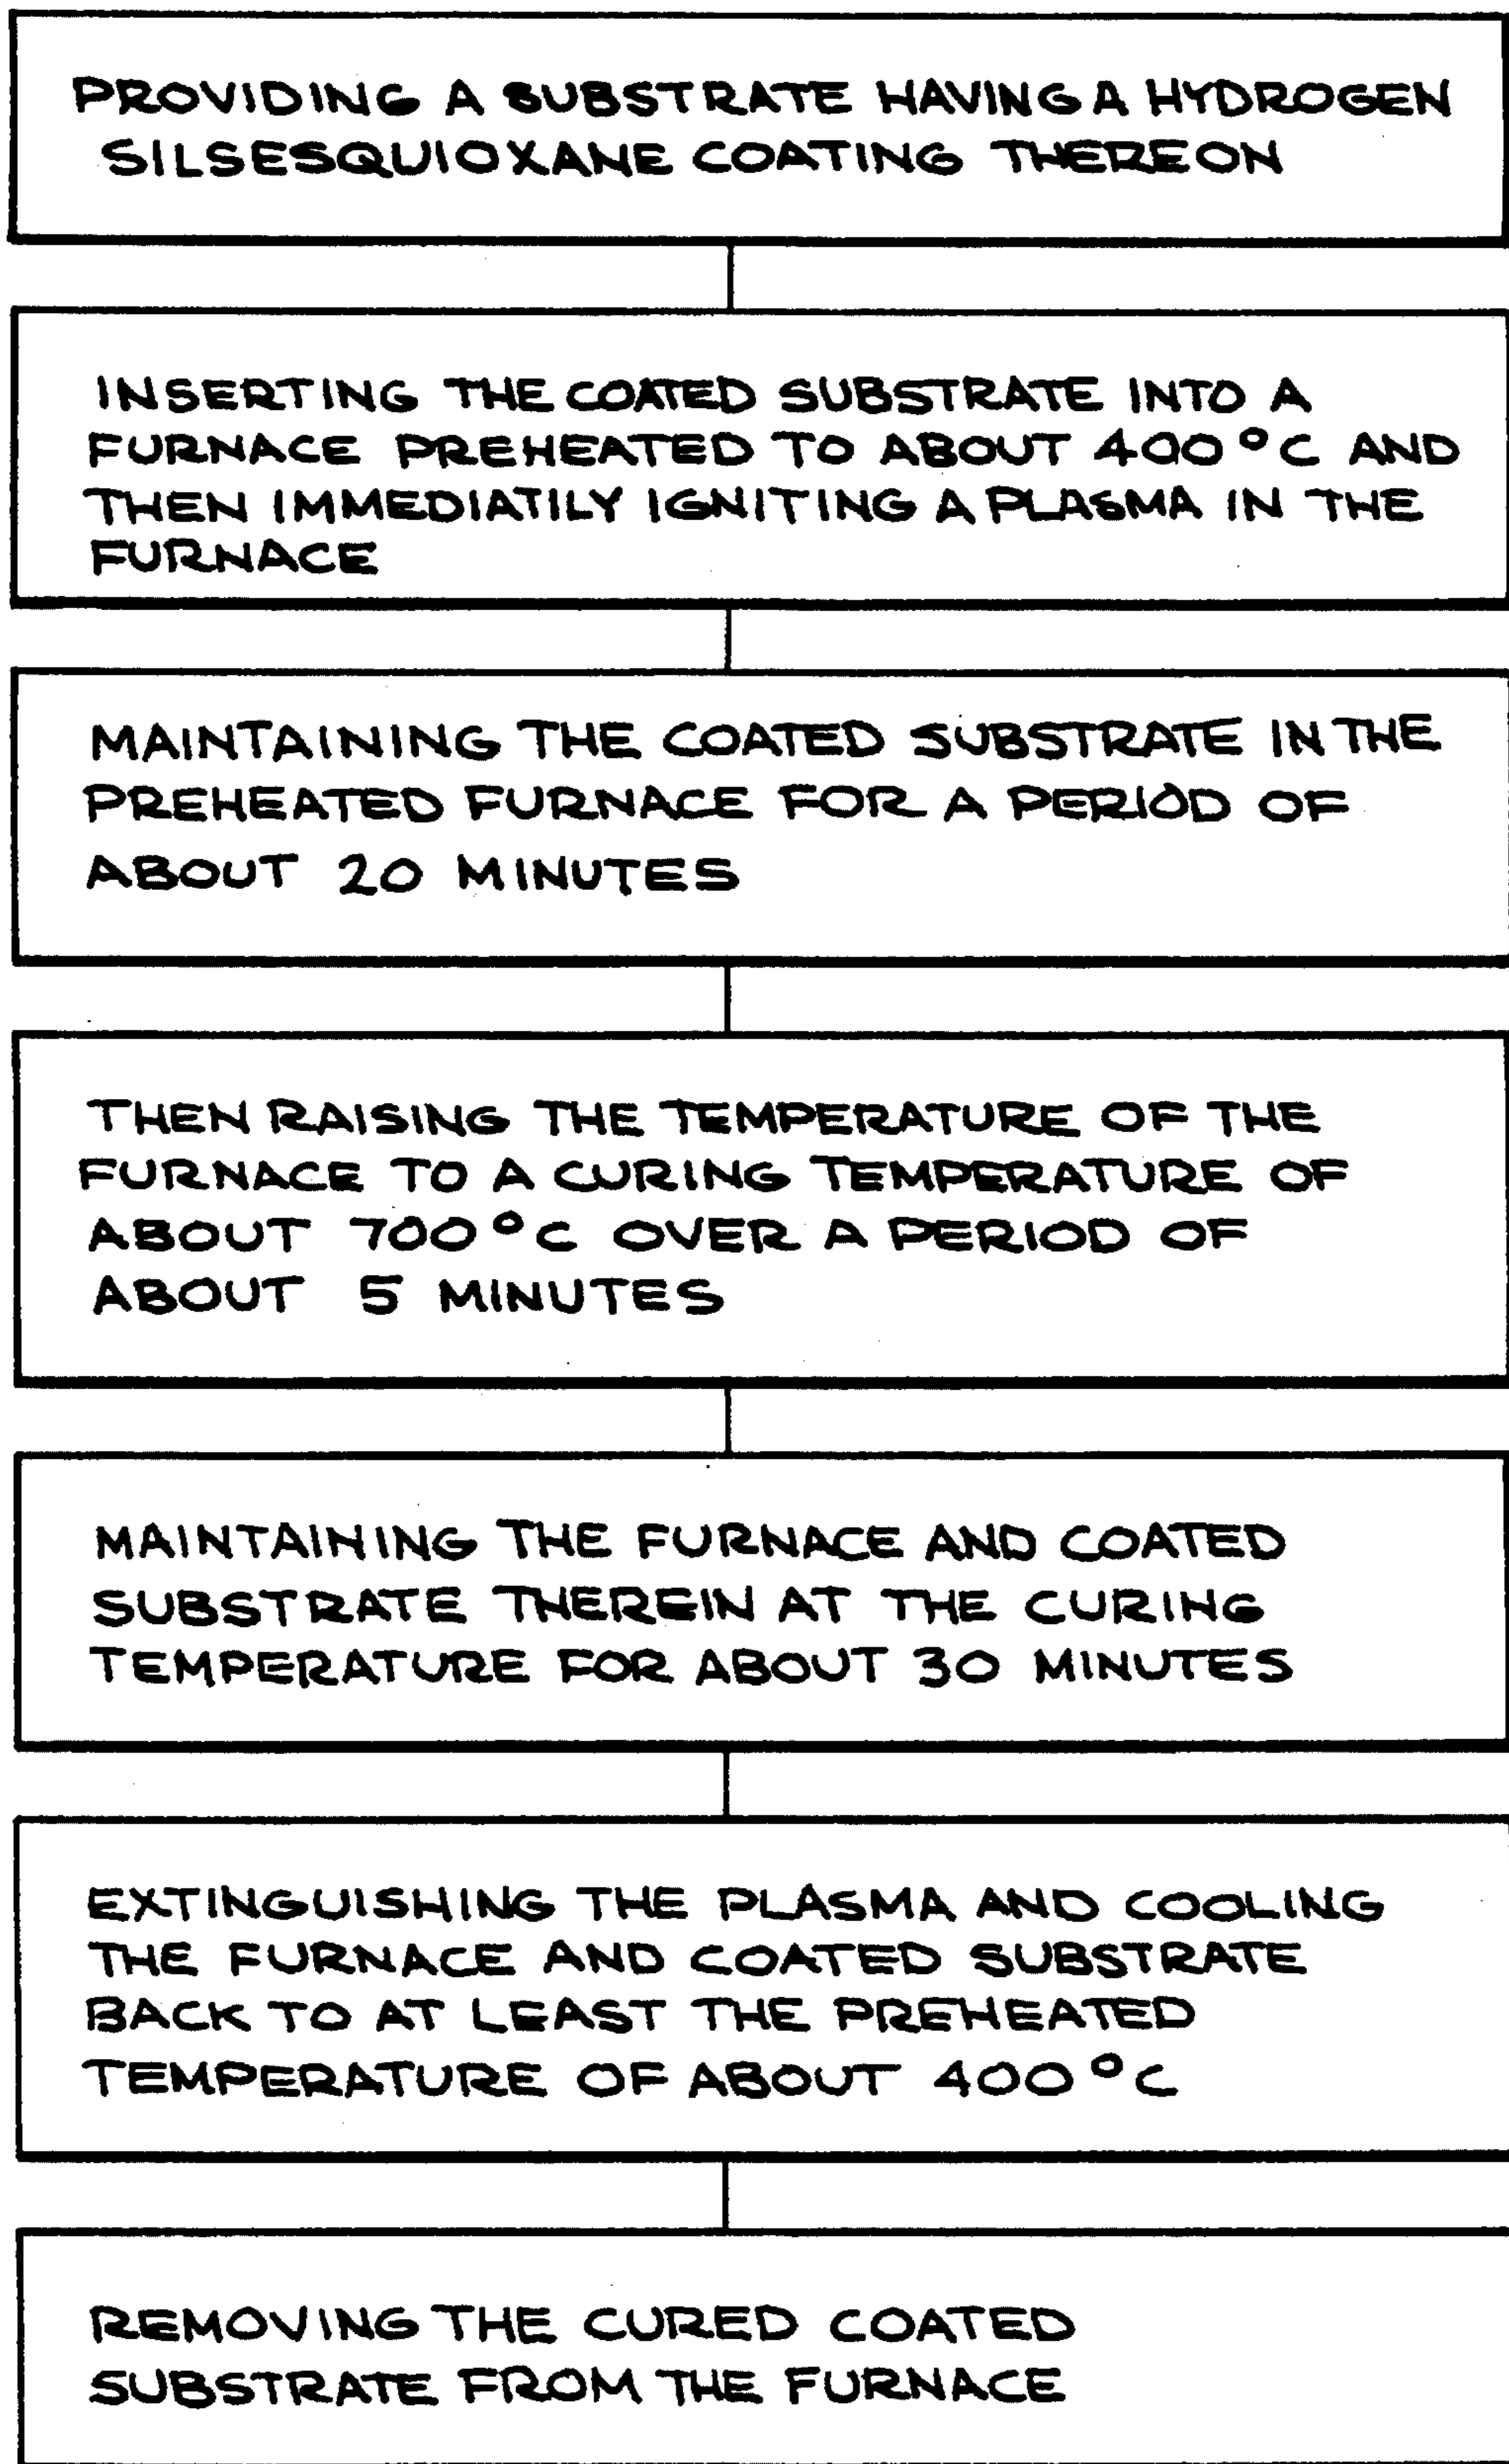 PROVIDING A SUBSTRATE HAVING A HYDROGEN
SILSESQUIOXANE COATING THEREON
INSERTING THE COATED SUBSTRATE INTO A
FURNACE PREHEATED TO ABOUT 400°C AND
THEN IMMEDIATILY IGNITING A PLASMA IN THE
FURNACE
MAINTAINING THE COATED SUBSTRATE IN THE
PREHEATED FURNACE FOR A PERIOD OF
ABOUT 20 MINUTES
THEN RAISING THE TEMPERATURE OF THE
FURNACE TO A CURING TEMPERATURE OF
ABOUT 700°C OVER A PERIOD OF
ABOUT 5 MINUTES
MAINTAINING THE FURNACE AND COATED
SUBSTRATE THEREIN AT THE CURING
TEMPERATURE FOR ABOUT 30 MINUTES
EXTINGUISHING THE PLASMA AND COOLING
THE FURNACE AND COATED SUBSTRATE
BACK TO AT LEAST THE PREHEATED
TEMPERATURE OF ABOUT 400°C
REMOVING THE CURED COATED
SUBSTRATE FROM THE FURNACE